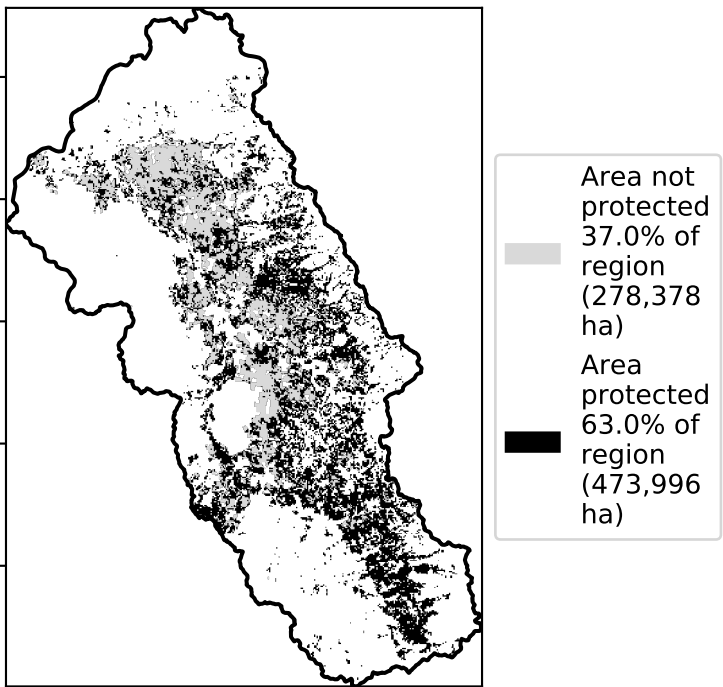 Area not
protected
37.0% of
region
(278,378
ha)
Area
protected
63.0% of
region
(473,996
ha)